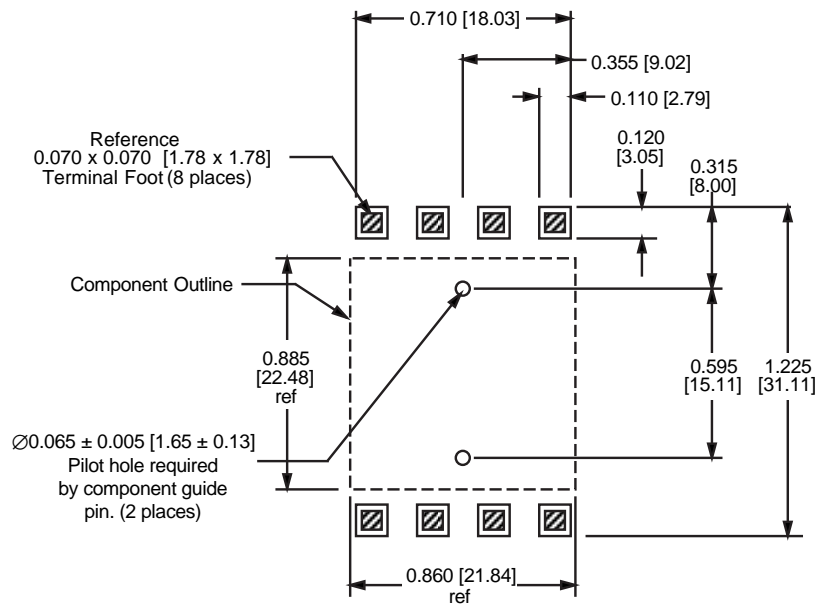 0.710 [18.03]
0.355 [9.02]
0.110 [2.79]
Reference
0.070 x 0.070 [1.78 x 1.78]
Terminal Foot (8 places)
0.120
[3.05]
0.315
[8.00]
Component Outline
0.885
[22.48]
ref
0.595
[15.11]
1.225
[31.11]
∅0.065 ± 0.005 [1.65 ± 0.13]
Pilot hole required
by component guide
pin. (2 places)
0.860 [21.84]
ref